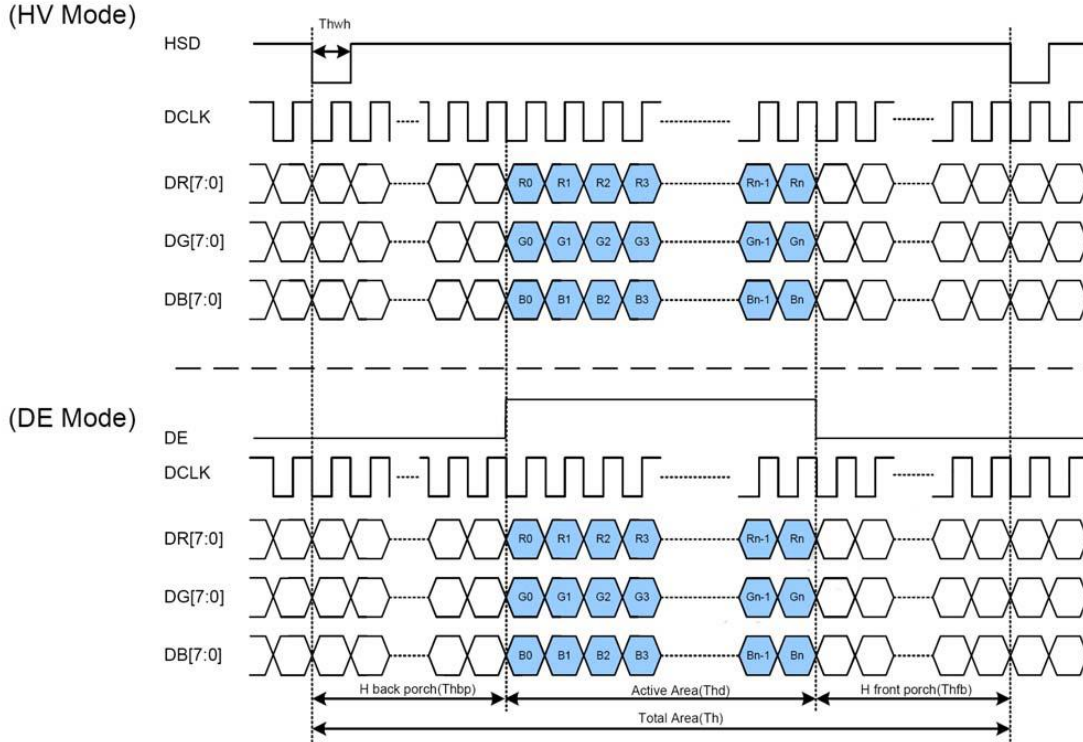 (HV Mode)
Thwh
HSD
DCLK
DR[7:0] R0 R1 R2 R3 Rn-1 Rn
DG[7:0] G0 G1 G2 G3 Gn-1 Gn
DB[7:0] B0 B1 B2 B3 Bn-1 Bn
(DE Mode)
DE
DCLK
DR[7:0] R0 R1 R2 R3 Rn-1 Rn
DG[7:0] G0 G1 G2 G3 Gn-1 Gn
DB[7:0] B0 B1 B2 B3 Bn-1 Bn
H back porch(Thbp) Active Area(Thd) H front porch(Thfb)
Total Area(Th)